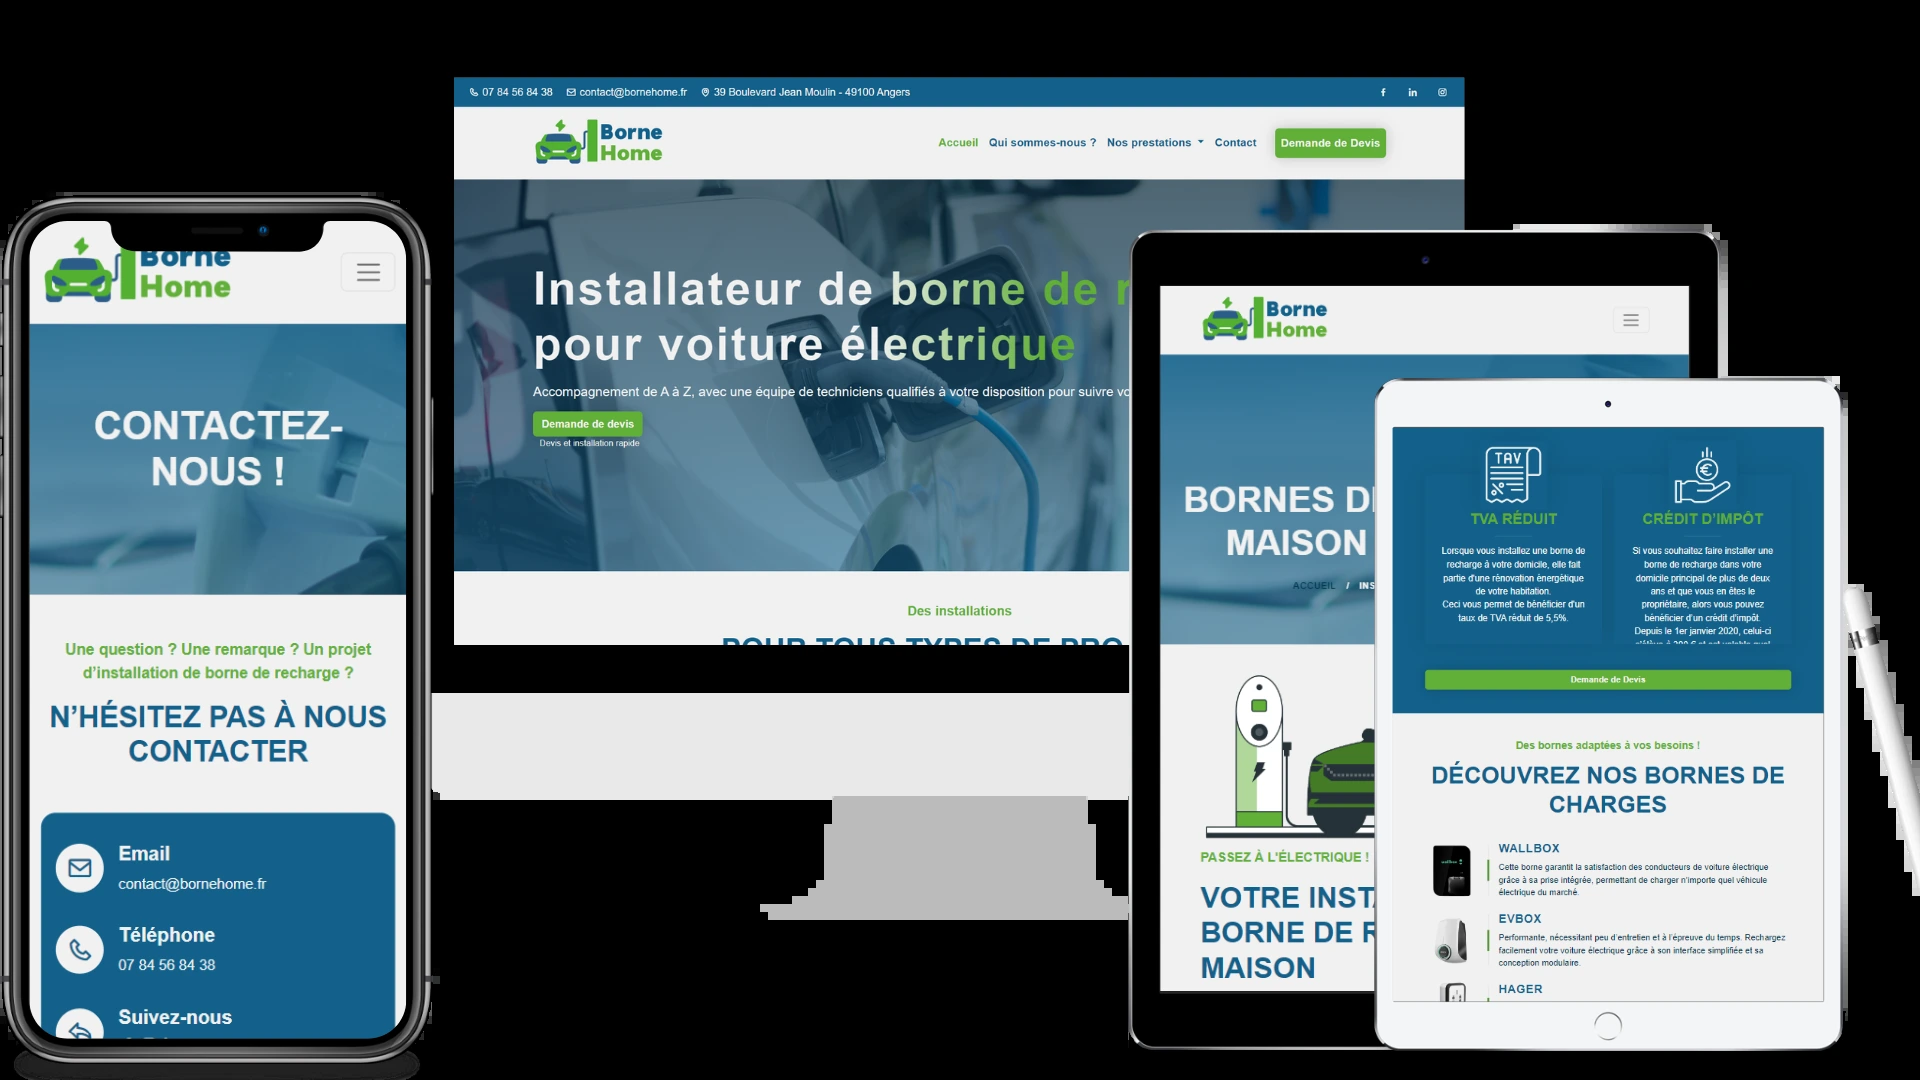 Borne
Home
CONTACTEZ-
NOUS !
Une question ? Une remarque ? Un projet
d’installation de borne de recharge ?
N’HÉSITEZ PAS À NOUS
CONTACTER
Email
contact@bornehome.fr
Téléphone
07 84 56 84 38
Suivez-nous
07 84 56 84 38 contact@bornehome.fr 39 Boulevard Jean Moulin - 49100 Angers
Borne
Home
Accueil Qui sommes-nous ? Nos prestations Contact Demande de Devis
Installateur de borne de r
pour voiture électrique
Accompagnement de A à Z, avec une équipe de techniciens qualifiés à votre disposition pour suivre vo
Demande de devis
Devis et installation rapide
Des installations
POUR TOUS TYPES DE PRO
Borne
Home
BORNES D
MAISON
ACCUEIL / INS
PASSEZ À L'ÉLECTRIQUE !
VOTRE INST
BORNE DE R
MAISON
TAV
TVA RÉDUIT
Lorsque vous installez une borne de
recharge à votre domicile, elle fait
partie d'une rénovation énergétique
de votre habitation.
Ceci vous permet de bénéficier d'un
taux de TVA réduit de 5,5%.
€
CRÉDIT D'IMPÔT
Si vous souhaitez faire installer une
borne de recharge dans votre
domicile principal de plus de deux
ans et que vous en êtes le
propriétaire, alors vous pouvez
bénéficier d'un crédit d'impôt.
Depuis le 1er janvier 2020, celui-ci
Demande de Devis
Des bornes adaptées à vos besoins !
DÉCOUVREZ NOS BORNES DE
CHARGES
WALLBOX
Cette borne garantit la satisfaction des conducteurs de voiture électrique
grâce à sa prise intégrée, permettant de charger n'importe quel véhicule
électrique du marché.
EVBOX
Performante, nécessitant peu d'entretien et à l'épreuve du temps. Rechargez
facilement votre voiture électrique grâce à son interface simplifiée et sa
conception modulaire.
HAGER